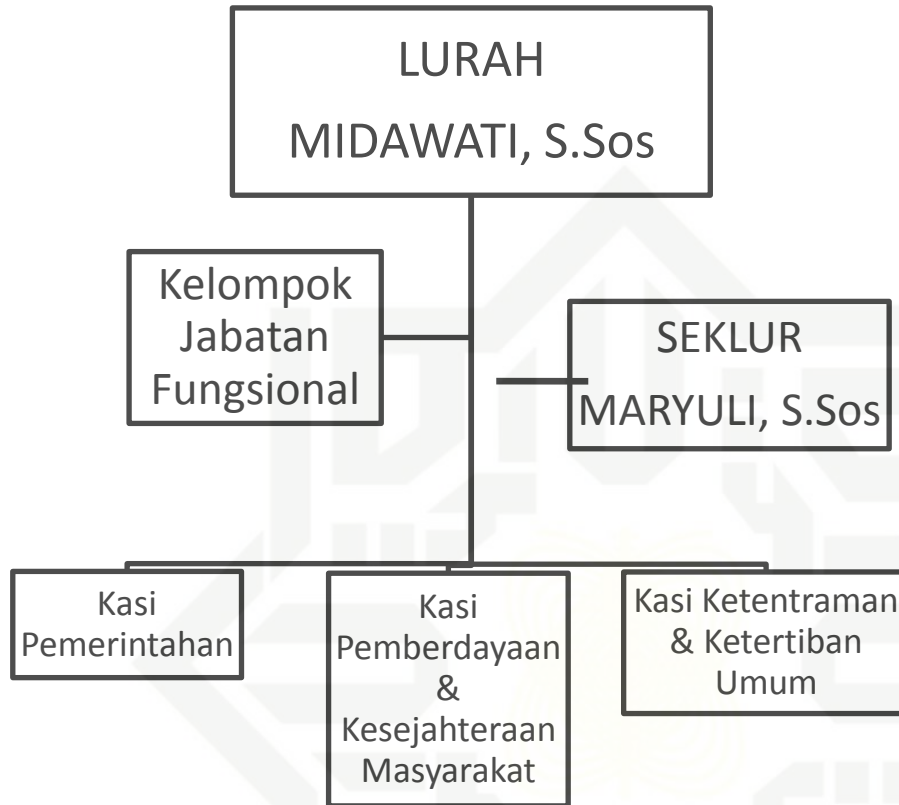 LURAH
MIDAWATI, S.Sos
Kelompok
Jabatan
Fungsional
SEKLUR
MARYULI, S.Sos
Kasi
Pemerintahan
Kasi
Pemberdayaan
&
Kesejahteraan
Masyarakat
Kasi Ketentraman
& Ketertiban
Umum